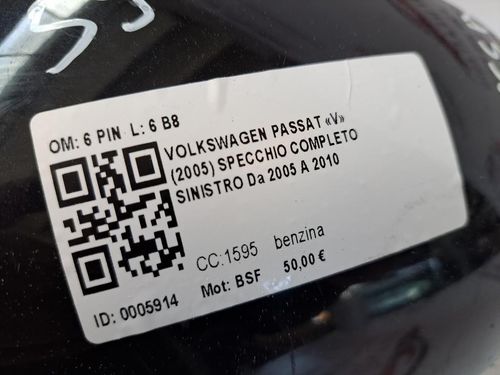 OM: 6 PIN L: 6 B8
VOLKSWAGEN PASSAT «V»
(2005) SPECCHIO COMPLETO
SINISTRO Da 2005 A 2010
CC:1595 benzina
Mot: BSF 50,00 €
ID: 0005914